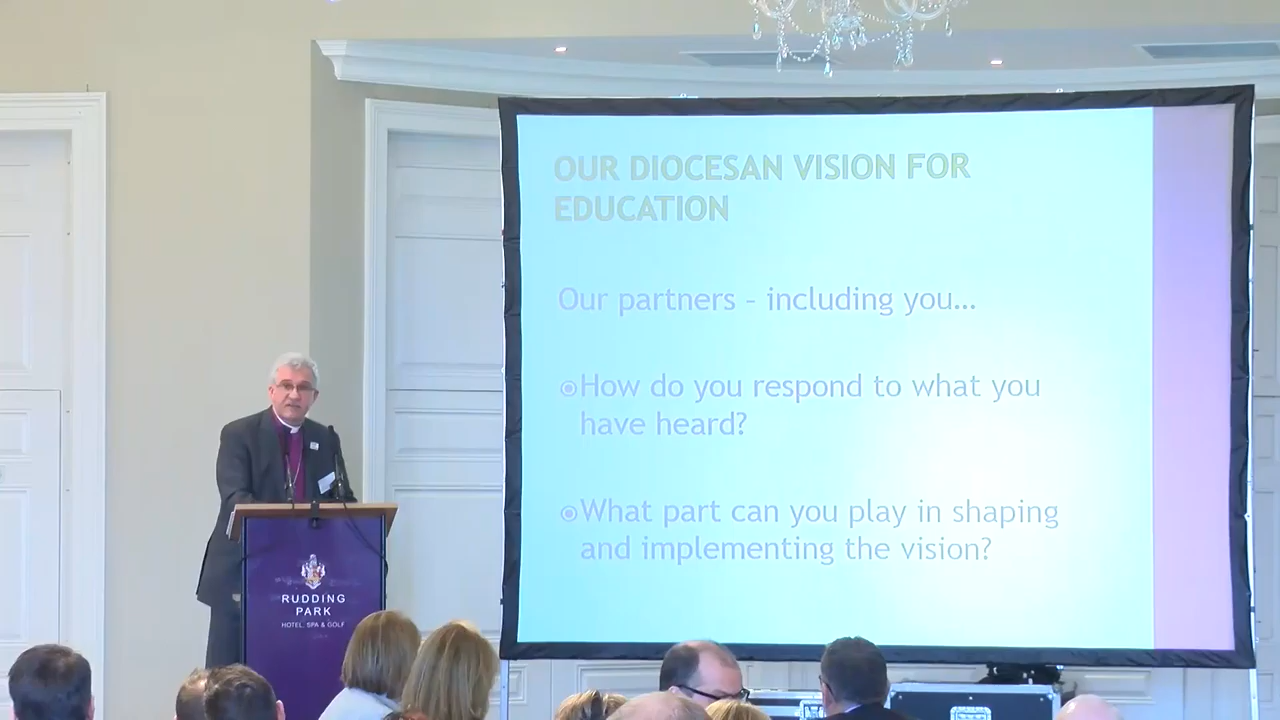 OUR DIOCESAN VISION FOR
EDUCATION
Our partners – including you…
How do you respond to what you
have heard?
What part can you play in shaping
and implementing the vision?
RUDDING
PARK
HOTEL, SPA & GOLF